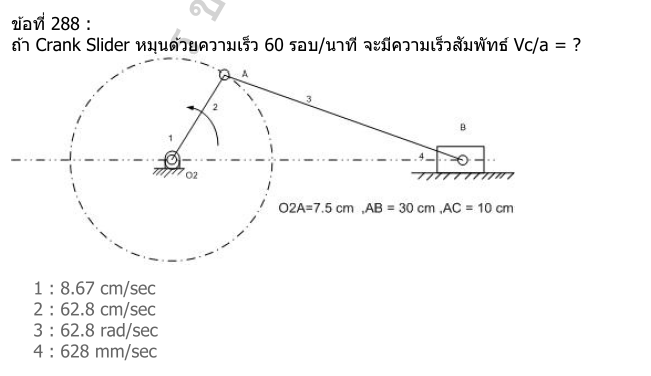 ข้อที่ 288 :
ถ้า Crank Slider หมุนด้วยความเร็ว 60 รอบ/นาที จะมีความเร็วสัมพัทธ์ Vc/a = ?
A
3
2
B
1
4
O2
O2A=7.5 cm ,AB = 30 cm ,AC = 10 cm
1 : 8.67 cm/sec
2 : 62.8 cm/sec
3 : 62.8 rad/sec
4 : 628 mm/sec